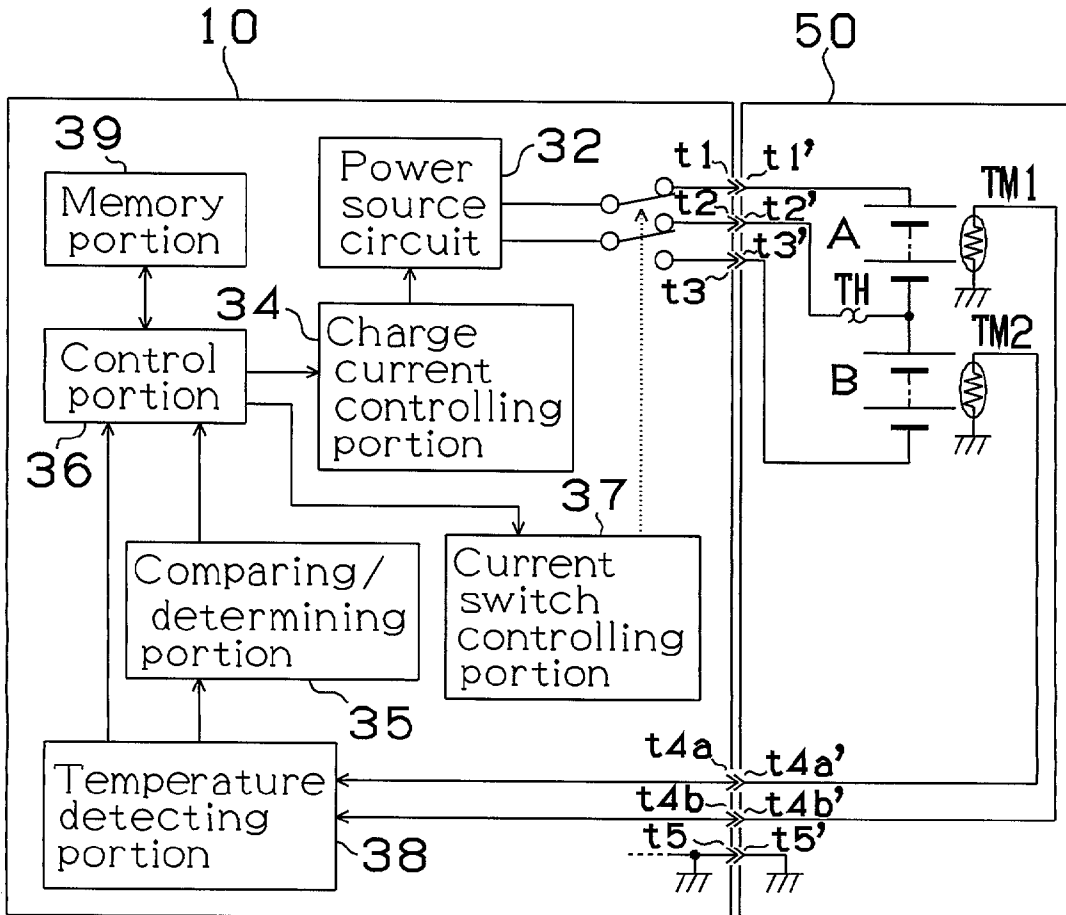 10
50
39
Memory
portion
Power
source
circuit
32
t1
t1’
t2
t2’
t3
t3’
TM1
A
TH
TM2
B
34
Charge
current
controlling
portion
Control
portion
36
37
Current
switch
controlling
portion
Comparing/
determining
portion
35
Temperature
detecting
portion
38
t4a
t4a’
t4b
t4b’
t5
t5’